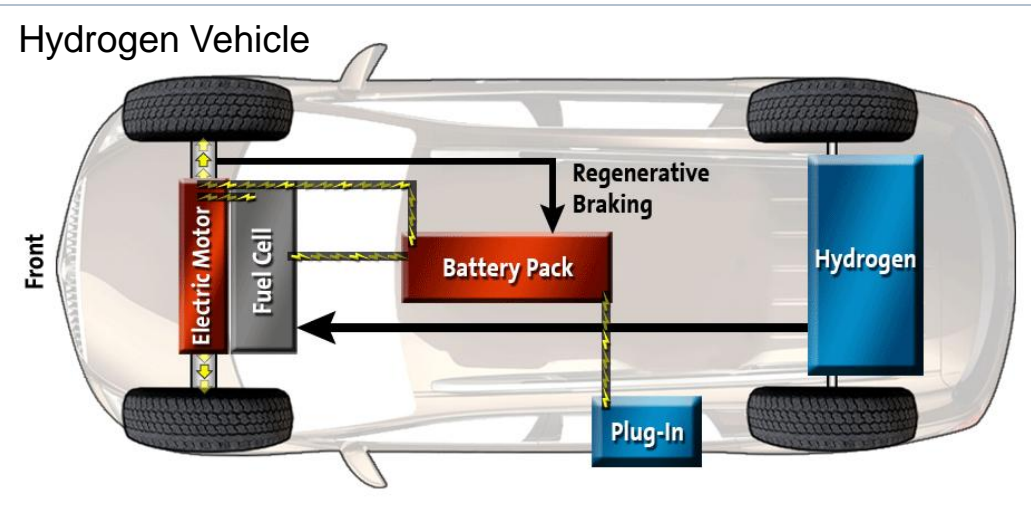 Hydrogen Vehicle
Regenerative
Braking
Front
Electric Motor
Fuel Cell
Battery Pack
Hydrogen
Plug-In